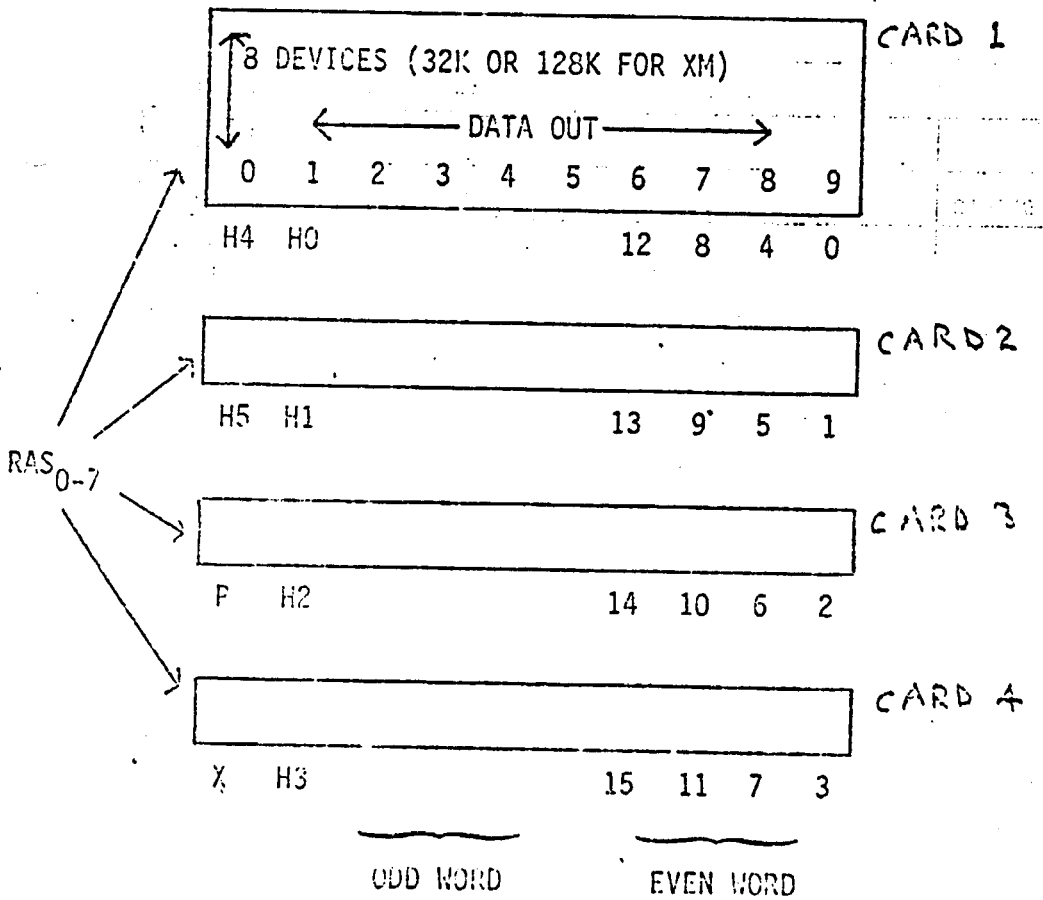 CARD 1
8 DEVICES (32K OR 128K FOR XM)
DATA OUT
0 1 2 3 4 5 6 7 8 9
H4 H0 12 8 4 0
CARD 2
H5 H1 13 9 5 1
RAS0-7
CARD 3
P H2 14 10 6 2
CARD 4
X H3 15 11 7 3
ODD WORD EVEN WORD